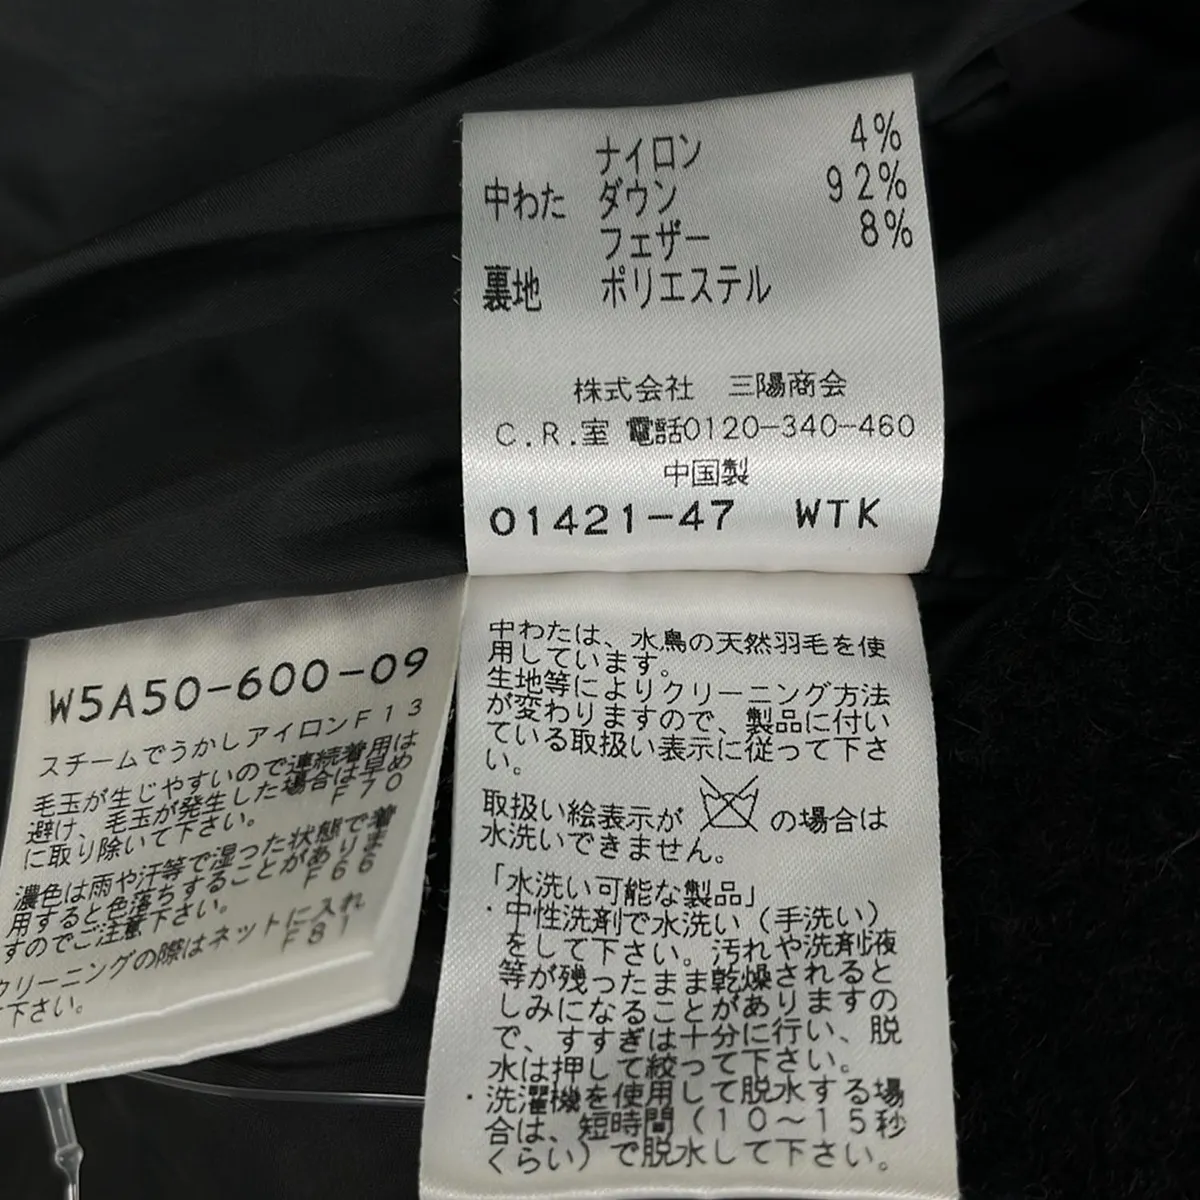 ナイロン 4%
中わた ダウン 92%
フェザー 8%
裏地 ポリエステル
株式会社 三陽商会
C.R.室 電話0120-340-460
中国製
01421-47 WTK
W5A50-600-09
スチームでうかしアイロンF13
毛玉が生じやすいので連続着用は
避け、毛玉が発生した場合は早め
に取り除いて下さい。 F70
濃色は雨や汗等で湿った状態で着
用すると色落ちすることがありま
すのでご注意下さい。 F66
クリーニングの際はネットに入れ
て下さい。 F81
中わたは、水鳥の天然羽毛を使
用しています。
生地等によりクリーニング方法
が変わりますので、製品に付い
ている取扱い表示に従って下さ
い。
取扱い絵表示が の場合は
水洗いできません。
「水洗い可能な製品」
・中性洗剤で水洗い（手洗い）
をして下さい。汚れや洗剤液
等が残ったまま乾燥されると
しみになることがありますの
で、すすぎは十分に行い、脱
水は押して絞って下さい。
・洗濯機を使用して脱水する場
合は、短時間（10～15秒
くらい）で脱水して下さい。